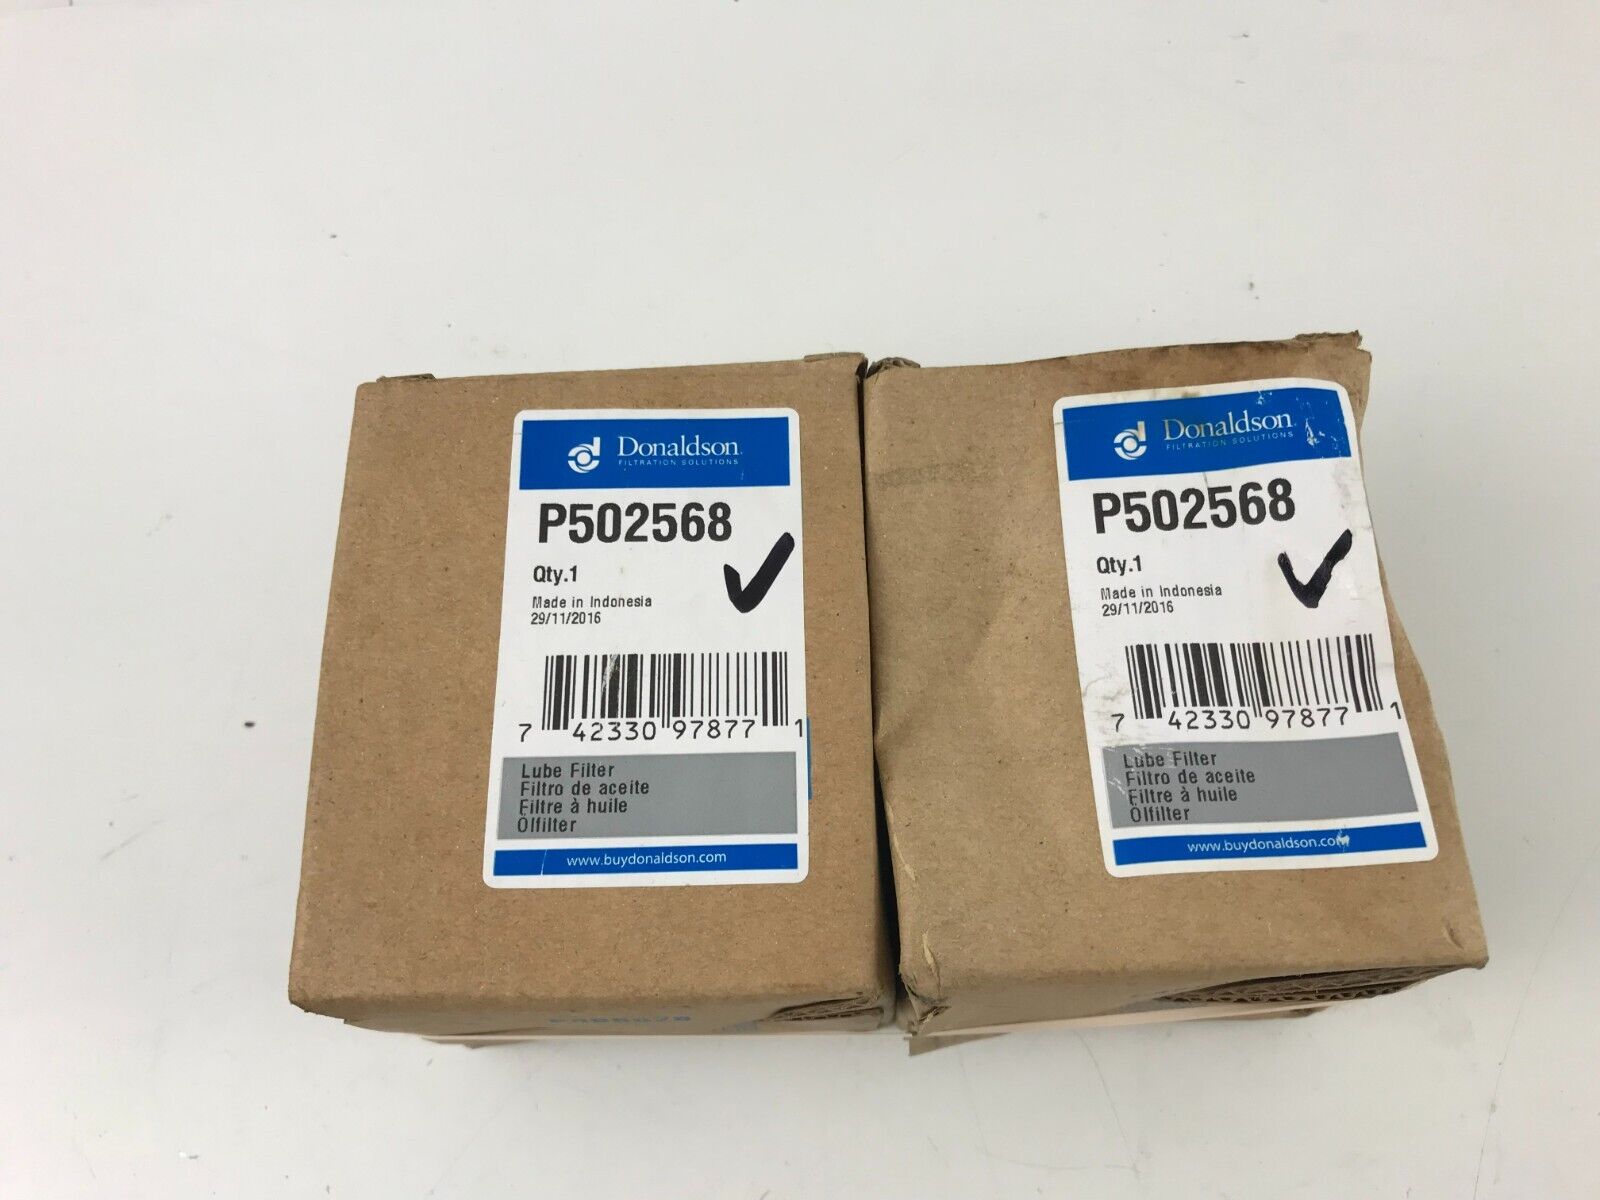 Donaldson.
FILTRATION SOLUTIONS
P502568
Qty.1
Made in Indonesia
29/11/2016
7 42330 97877 1
Lube Filter
Filtro de aceite
Filtre à huile
Ölfilter
www.buydonaldson.com
Donaldson.
FILTRATION SOLUTIONS
P502568
Qty.1
Made in Indonesia
29/11/2016
7 42330 97877 1
Lube Filter
Filtro de aceite
Filtre à huile
Ölfilter
www.buydonaldson.com